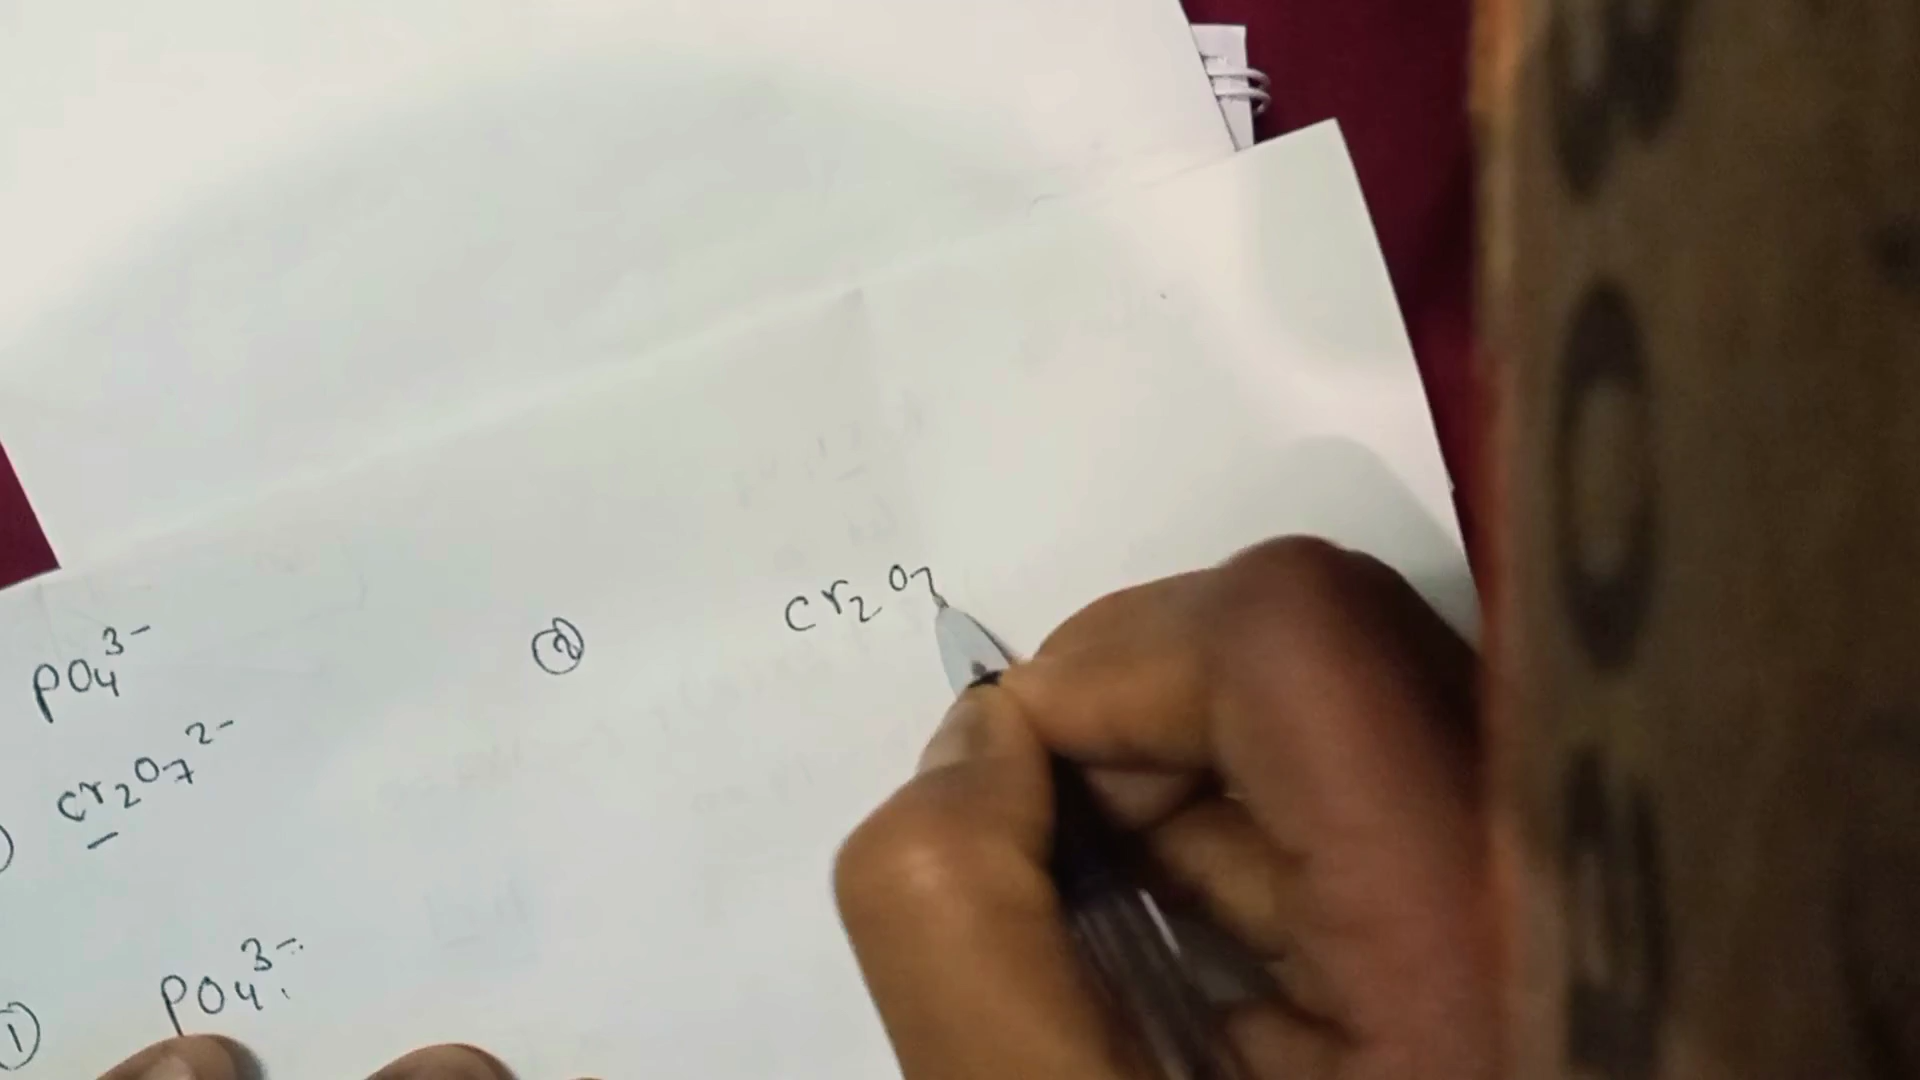 PO4 3-
Cr2O7 2-
① PO4 3-
② Cr2O7